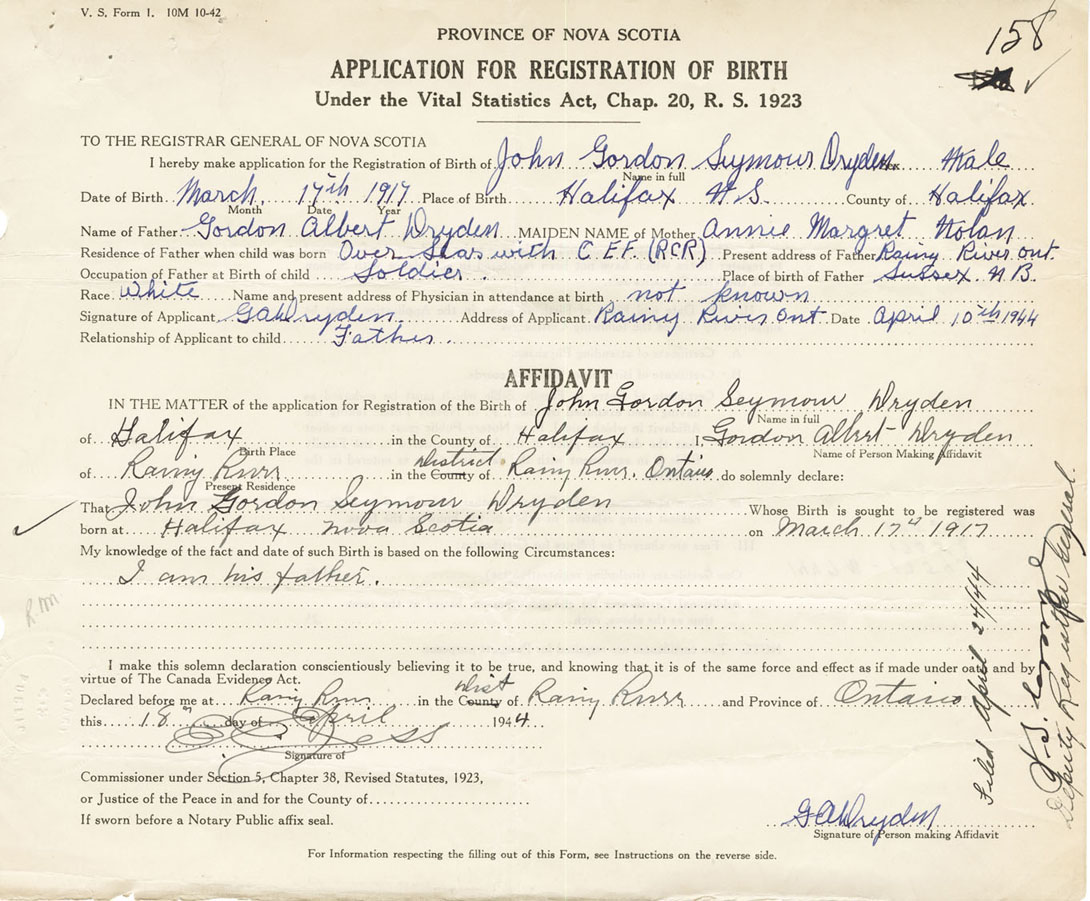 V. S. Form 1. 10M 10-42
158
PROVINCE OF NOVA SCOTIA
APPLICATION FOR REGISTRATION OF BIRTH
Under the Vital Statistics Act, Chap. 20, R. S. 1923
TO THE REGISTRAR GENERAL OF NOVA SCOTIA
I hereby make application for the Registration of Birth of John Gordon Seymour Dryden Sex Male
Name in full
Date of Birth March 17th 1917 Place of Birth Halifax N.S. County of Halifax
Month Date Year
Name of Father Gordon Albert Dryden MAIDEN NAME of Mother Annie Margret Nolan
Residence of Father when child was born Over Seas with C.E.F. (RCR) Present address of Father Rainy River ont.
Occupation of Father at Birth of child Soldier. Place of birth of Father Sussex N.B.
Race White Name and present address of Physician in attendance at birth not known
Signature of Applicant GADryden Address of Applicant Rainy River Ont Date April 10th 1944
Relationship of Applicant to child Father.
AFFIDAVIT
IN THE MATTER of the application for Registration of the Birth of John Gordon Seymour Dryden
Name in full
of Halifax in the County of Halifax I, Gordon Albert Dryden
Birth Place Name of Person Making Affidavit
of Rainy River in the County District of Rainy River, Ontario do solemnly declare:
Present Residence
That John Gordon Seymour Dryden Whose Birth is sought to be registered was
born at Halifax Nova Scotia on March 17th 1917
My knowledge of the fact and date of such Birth is based on the following Circumstances:
I am his father.
RM
I make this solemn declaration conscientiously believing it to be true, and knowing that it is of the same force and effect as if made under oath and by
virtue of The Canada Evidence Act.
Declared before me at Rainy River in the County Dist of Rainy River and Province of Ontario
this 18th day of April 1944
Signature of
Commissioner under Section 5, Chapter 38, Revised Statutes, 1923,
or Justice of the Peace in and for the County of
If sworn before a Notary Public affix seal.
GADryden
Signature of Person making Affidavit
For Information respecting the filling out of this Form, see Instructions on the reverse side.
Filed April 24/44
Deputy Registrar General.